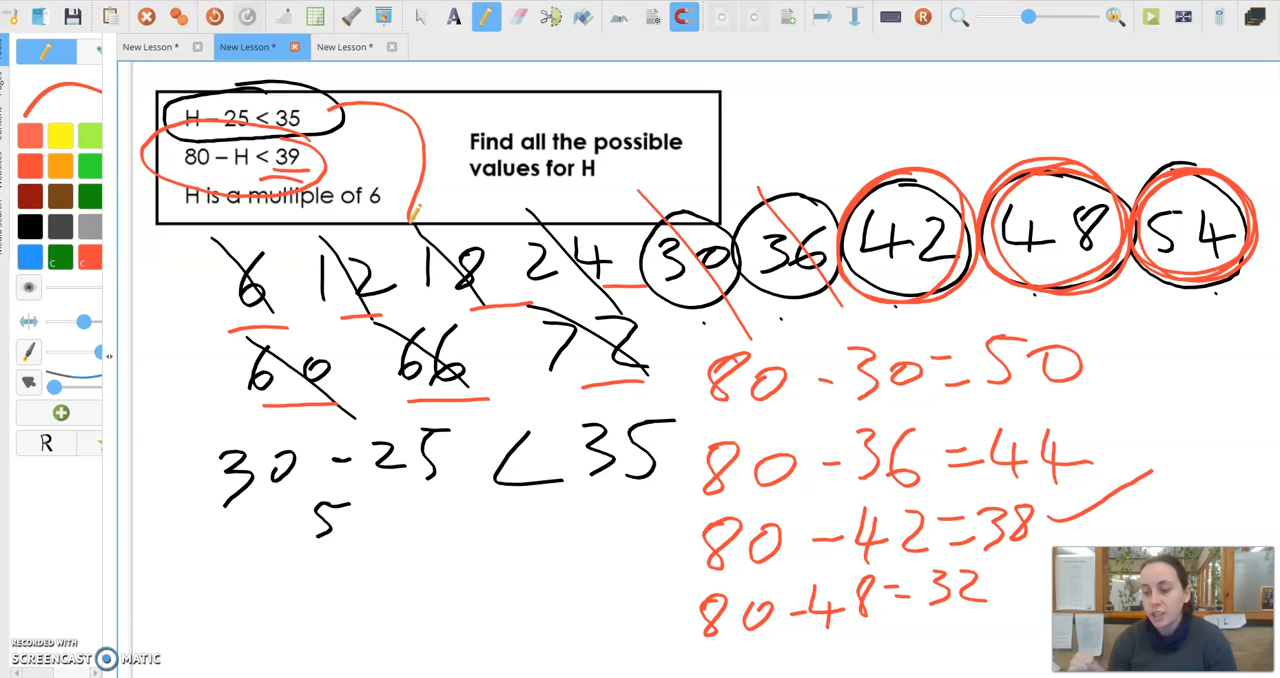 New Lesson * New Lesson * New Lesson *
H – 25 < 35
80 – H < 39
H is a multiple of 6
Find all the possible
values for H
6 12 18 24 30 36 42 48 54
60 66 72
30 - 25 < 35
5
80 - 30 = 50
80 - 36 = 44
80 - 42 = 38
80 - 48 = 32
A
R
C C
R
RECORDED WITH
SCREENCAST MATIC